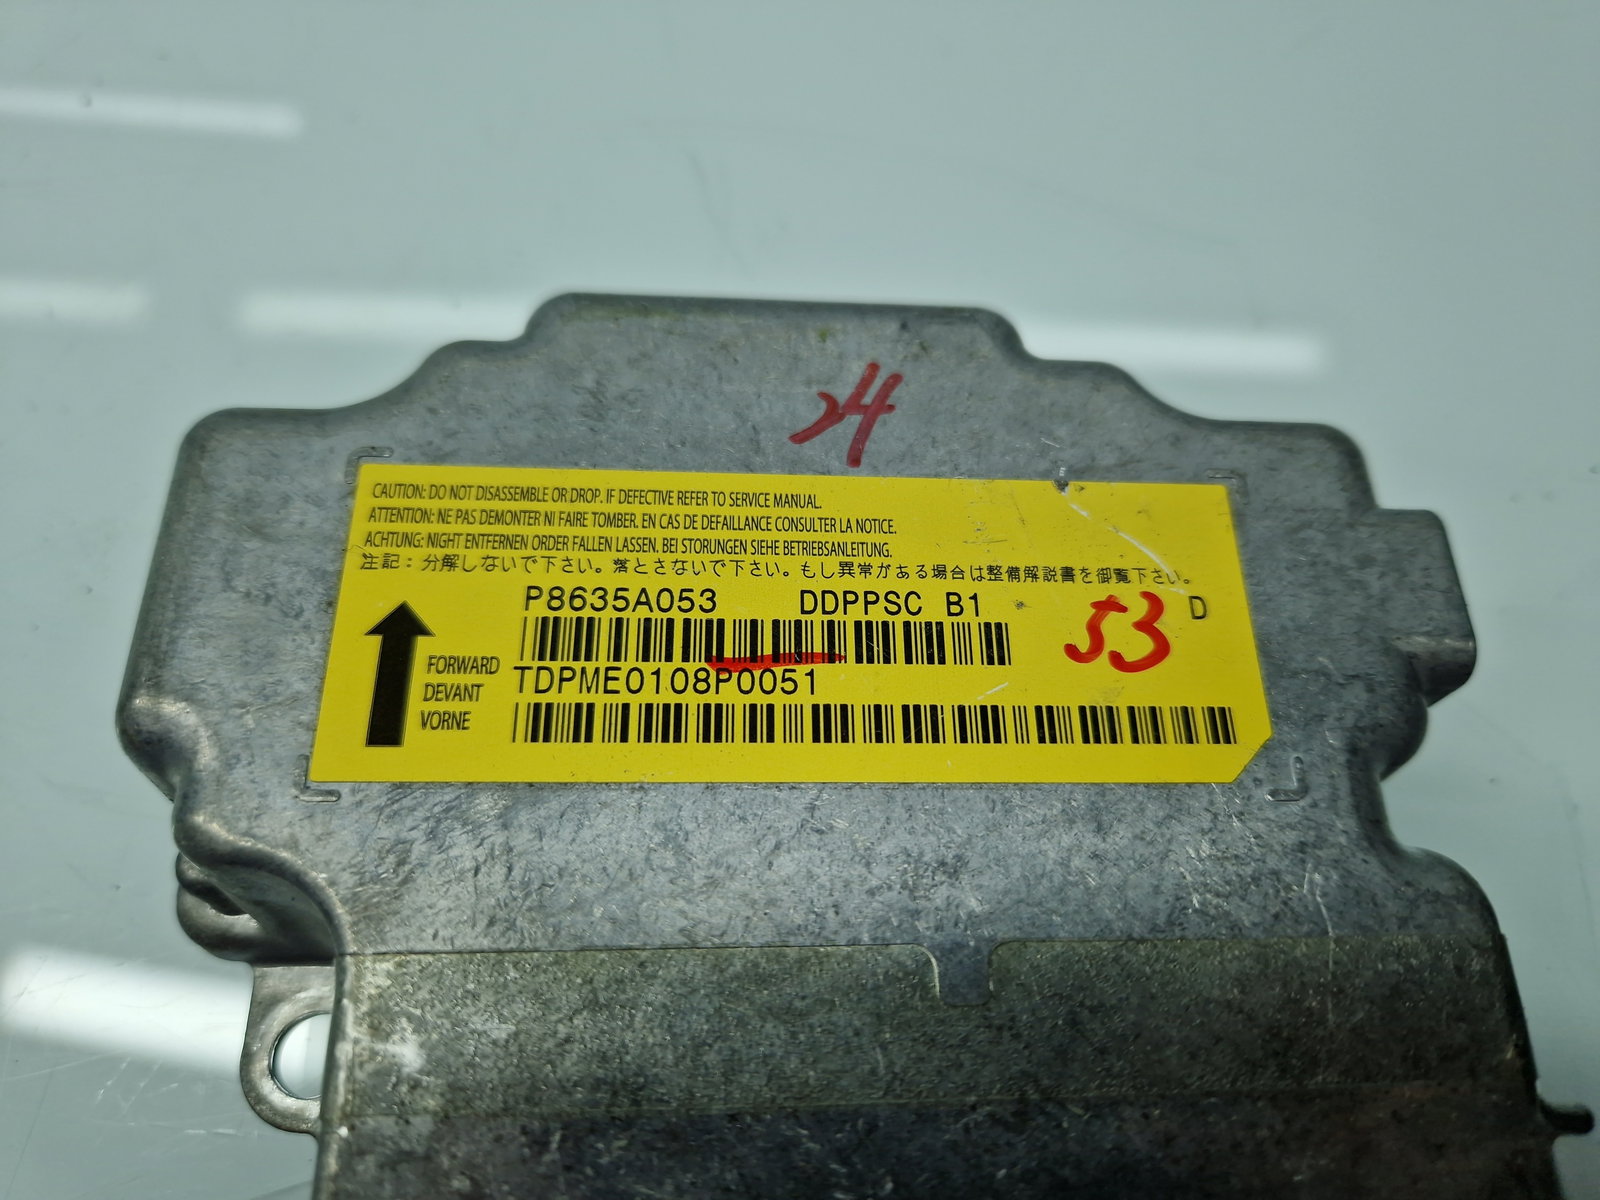 24
CAUTION: DO NOT DISASSEMBLE OR DROP. IF DEFECTIVE REFER TO SERVICE MANUAL.
ATTENTION: NE PAS DEMONTER NI FAIRE TOMBER. EN CAS DE DEFAILLANCE CONSULTER LA NOTICE.
ACHTUNG: NIGHT ENTFERNEN ORDER FALLEN LASSEN. BEI STORUNGEN SIEHE BETRIEBSANLEITUNG.
注記：分解しないで下さい。落とさないで下さい。もし異常がある場合は整備解説書を御覧下さい。
P8635A053 DDPPSC B1 53 D
FORWARD
DEVANT
VORNE
TDPME0108P0051